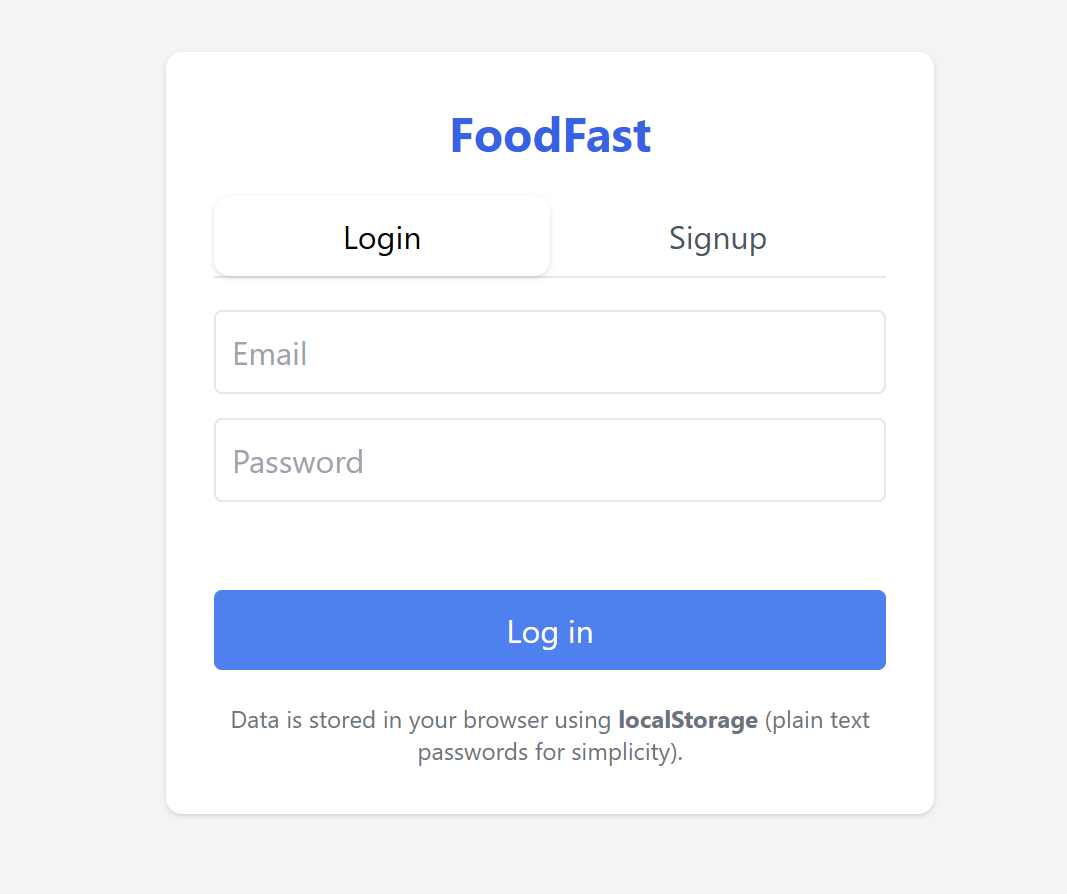 FoodFast
Login
Signup
Email
Password
Log in
Data is stored in your browser using localStorage (plain text
passwords for simplicity).